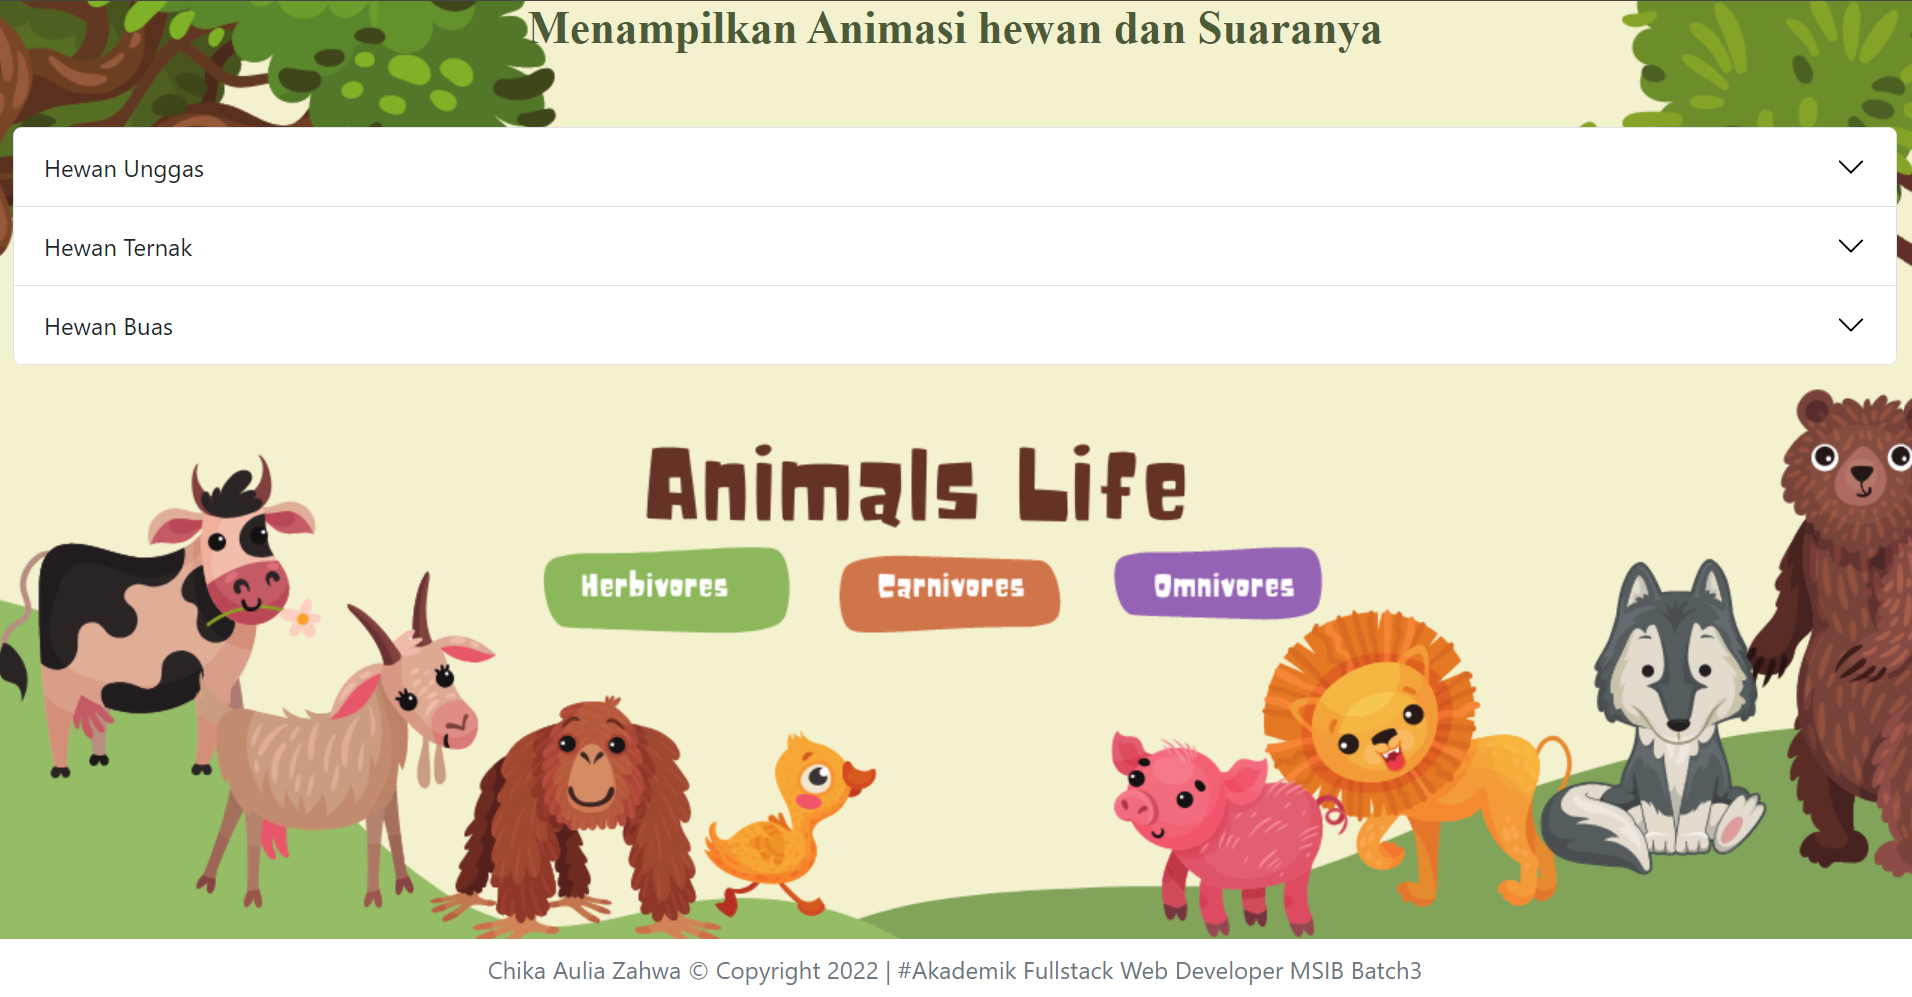 Menampilkan Animasi hewan dan Suaranya
Hewan Unggas
Hewan Ternak
Hewan Buas
Animals Life
Herbivores
Carnivores
Omnivores
Chika Aulia Zahwa © Copyright 2022 | #Akademik Fullstack Web Developer MSIB Batch3